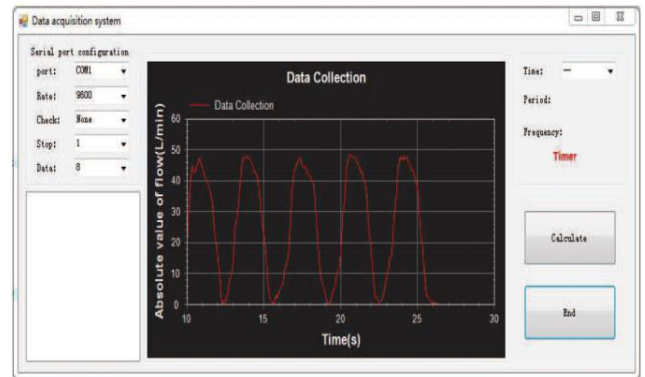 Data acquisition system
Serial port configuration
port: COM1
Rate: 9600
Check: None
Stop: 1
Data: 8
Data Collection
Data Collection
Absolute value of flow(L/min)
60
50
40
30
20
10
0
10 15 20 25 30
Time(s)
Time: —
Period:
Frequency:
Timer
Calculate
End